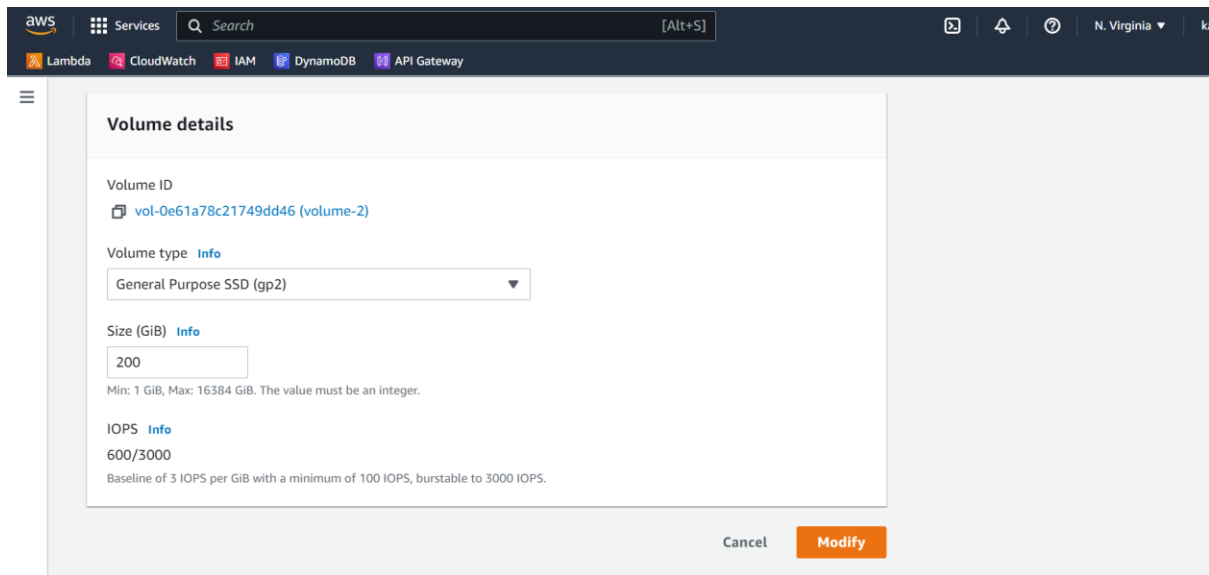 aws Services Search [Alt+S] N. Virginia
Lambda CloudWatch IAM DynamoDB API Gateway
Volume details
Volume ID
vol-0e61a78c21749dd46 (volume-2)
Volume type Info
General Purpose SSD (gp2)
Size (GiB) Info
200
Min: 1 GiB, Max: 16384 GiB. The value must be an integer.
IOPS Info
600/3000
Baseline of 3 IOPS per GiB with a minimum of 100 IOPS, burstable to 3000 IOPS.
Cancel Modify